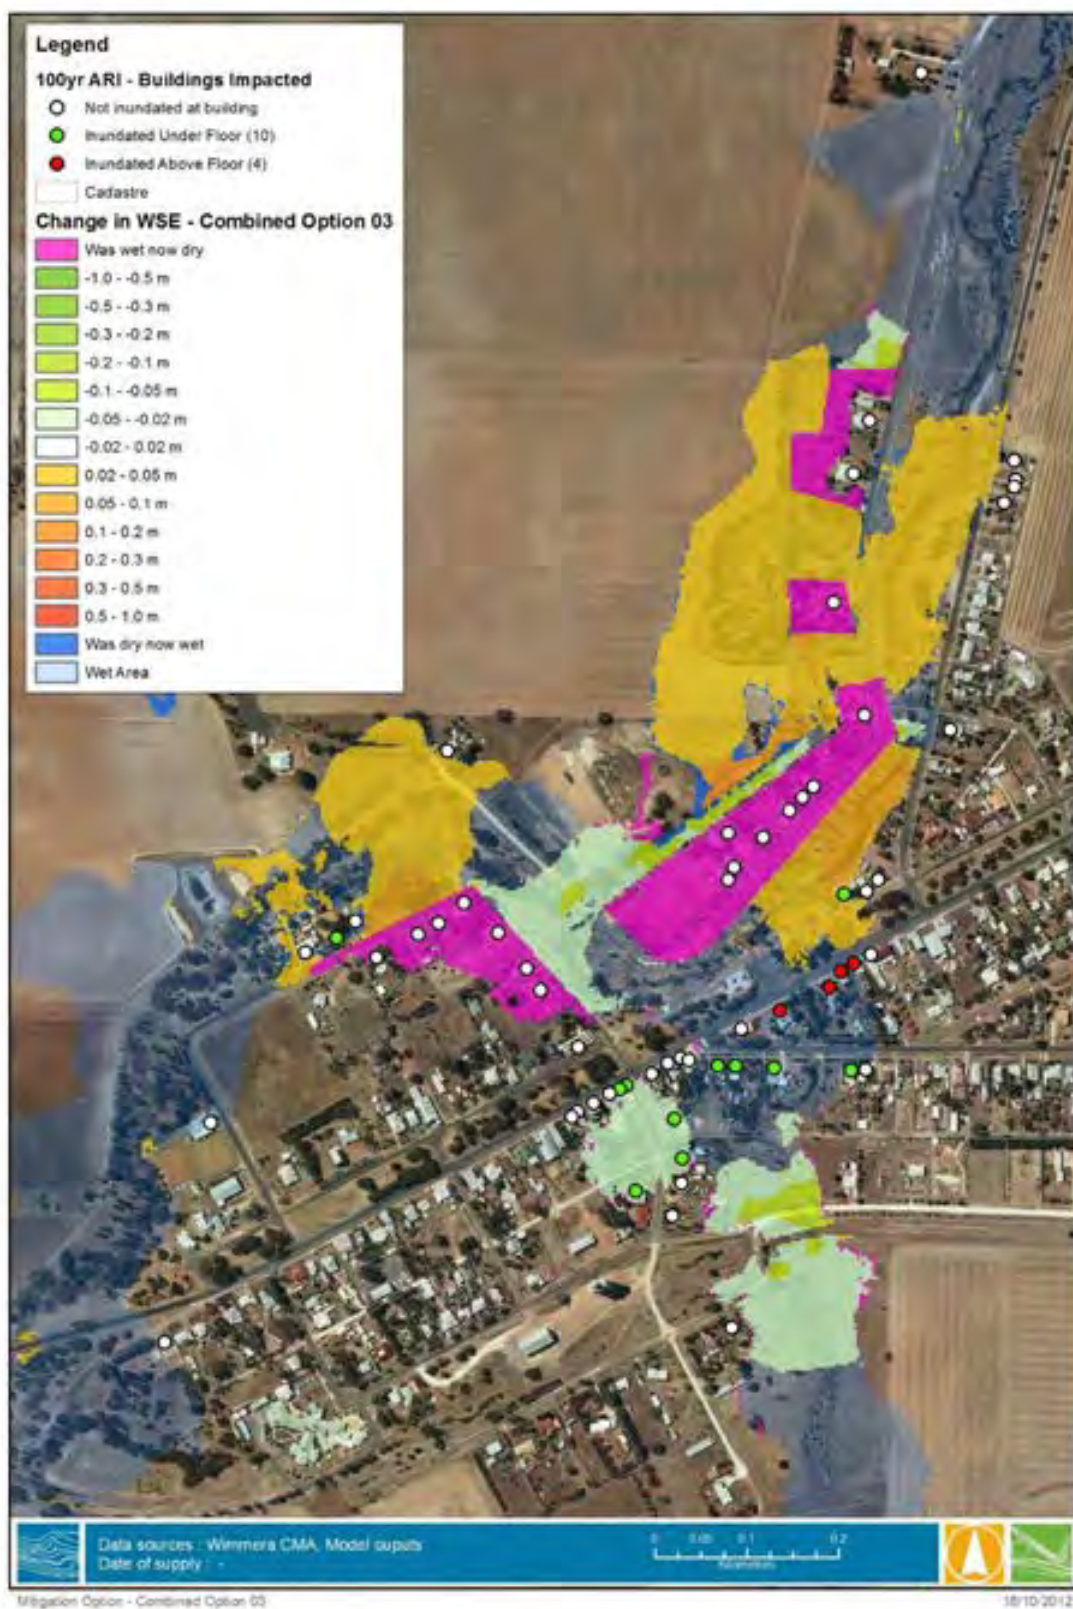 Legend
100yr ARI - Buildings Impacted
Not inundated at building
Inundated Under Floor (10)
Inundated Above Floor (4)
Cadastre
Change in WSE - Combined Option 03
Was wet now dry
-1.0 - -0.5 m
-0.5 - -0.3 m
-0.3 - -0.2 m
-0.2 - -0.1 m
-0.1 - -0.05 m
-0.05 - -0.02 m
-0.02 - 0.02 m
0.02 - 0.05 m
0.05 - 0.1 m
0.1 - 0.2 m
0.2 - 0.3 m
0.3 - 0.5 m
0.5 - 1.0 m
Was dry now wet
Wet Area
Data sources : Wimmera CMA, Model ouputs
Date of supply : -
0 0.05 0.1 0.2
Kilometers
Mitigation Option - Combined Option 03
18/10/2012